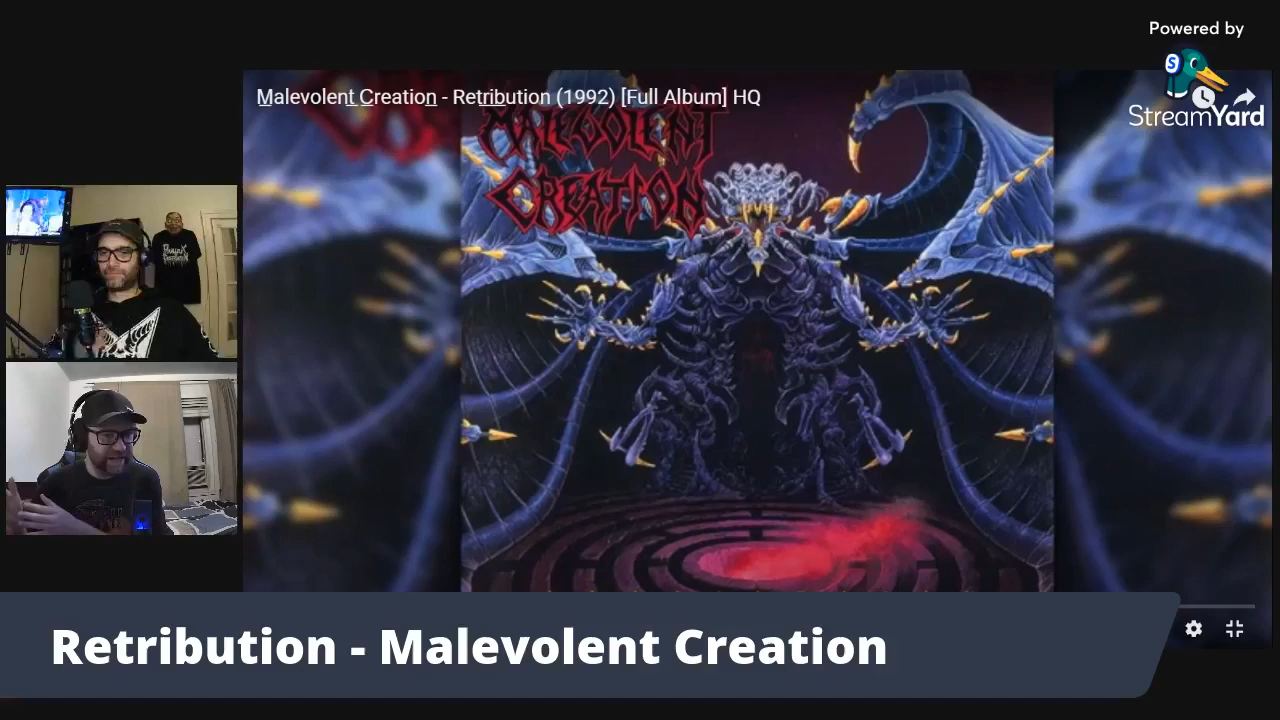 Powered by
StreamYard
Malevolent Creation - Retribution (1992) [Full Album] HQ
MALEVOLENT
CREATION
Retribution - Malevolent Creation